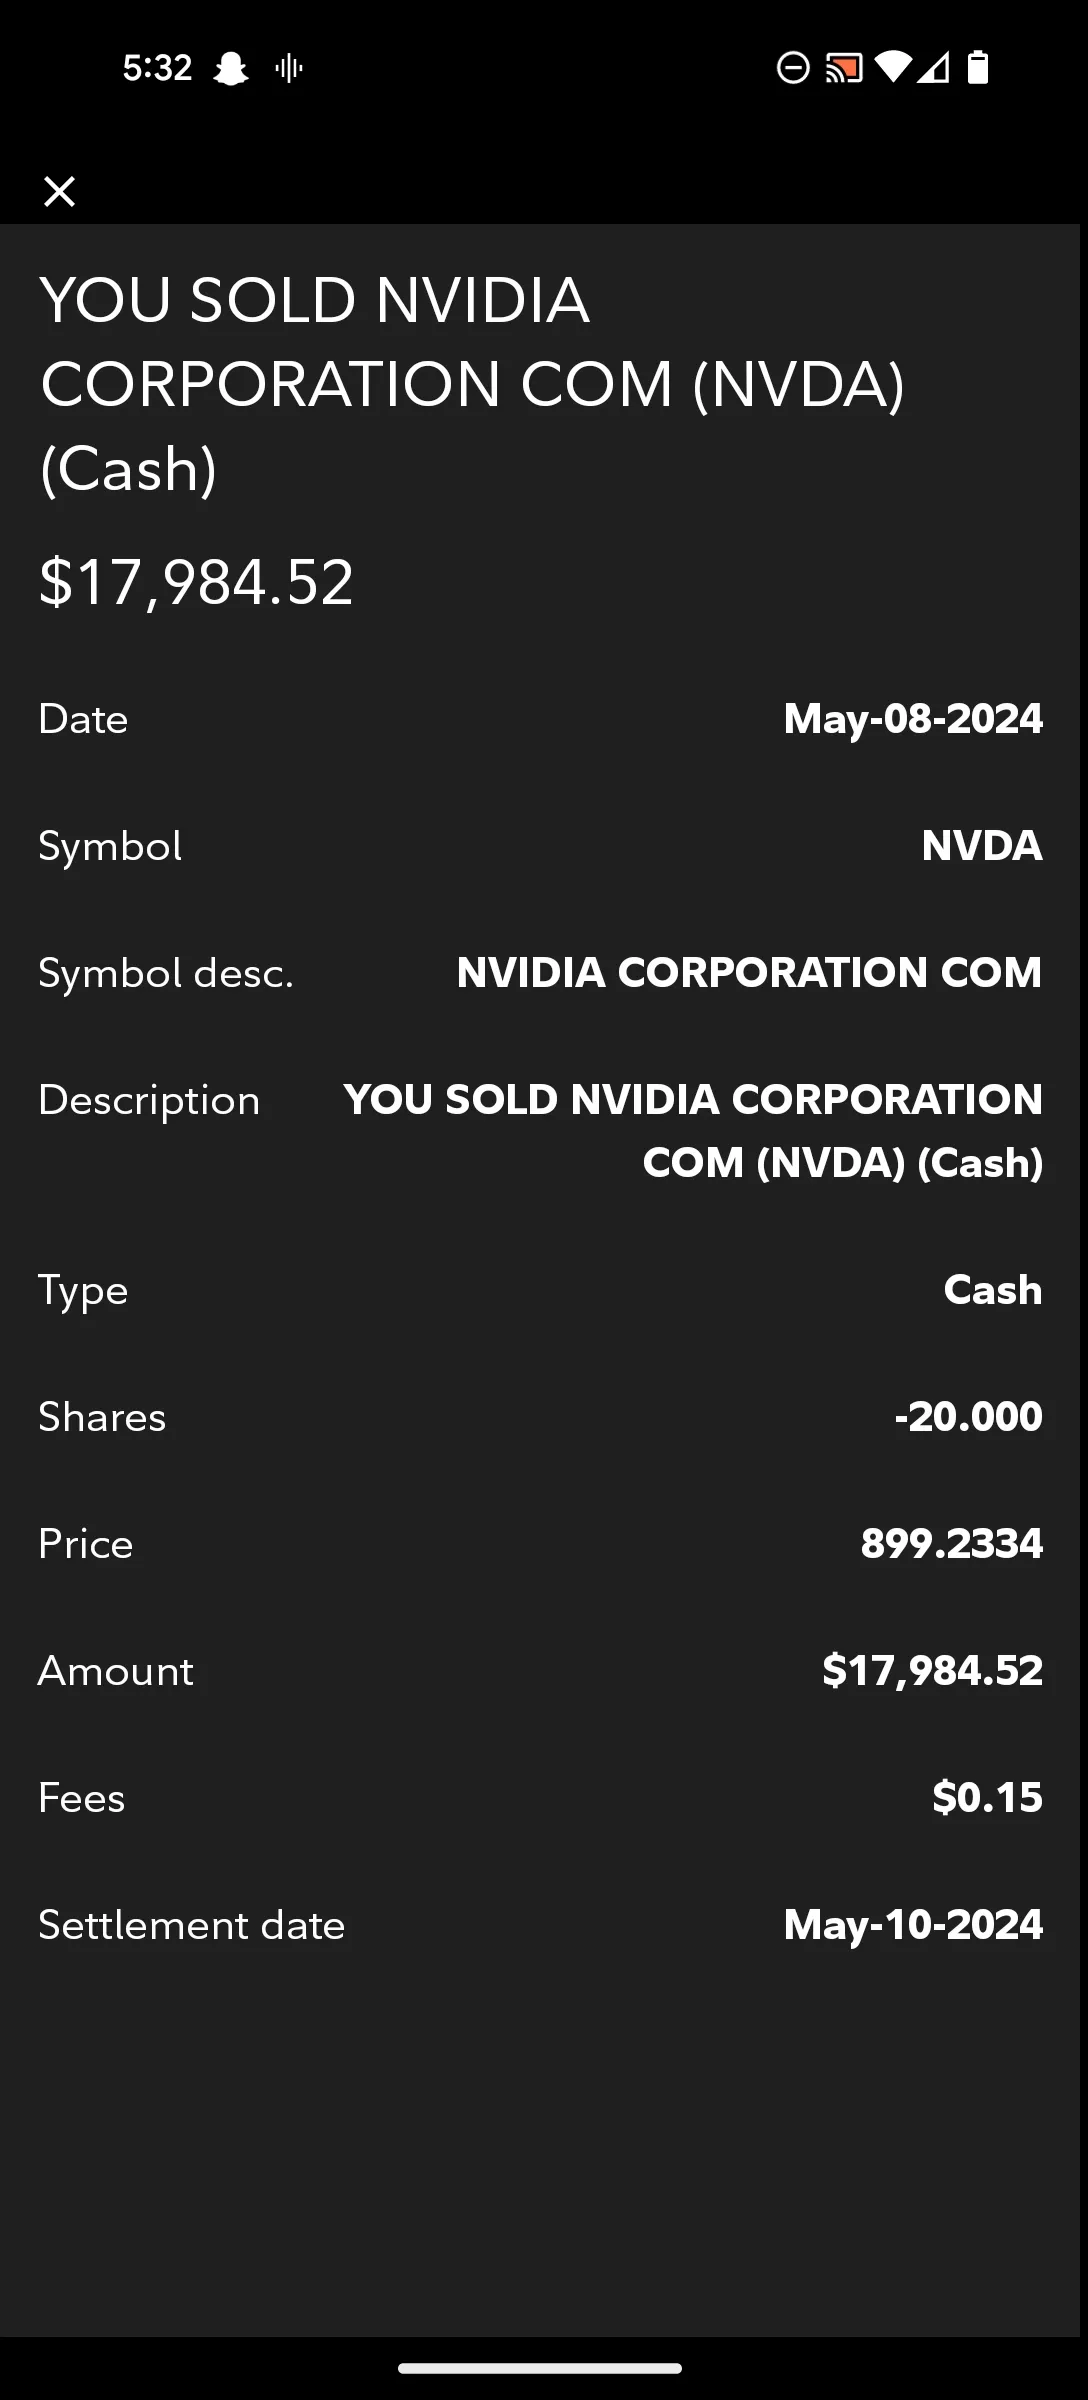 5:32
YOU SOLD NVIDIA
CORPORATION COM (NVDA)
(Cash)
$17,984.52
Date May-08-2024
Symbol NVDA
Symbol desc. NVIDIA CORPORATION COM
Description YOU SOLD NVIDIA CORPORATION
COM (NVDA) (Cash)
Type Cash
Shares -20.000
Price 899.2334
Amount $17,984.52
Fees $0.15
Settlement date May-10-2024